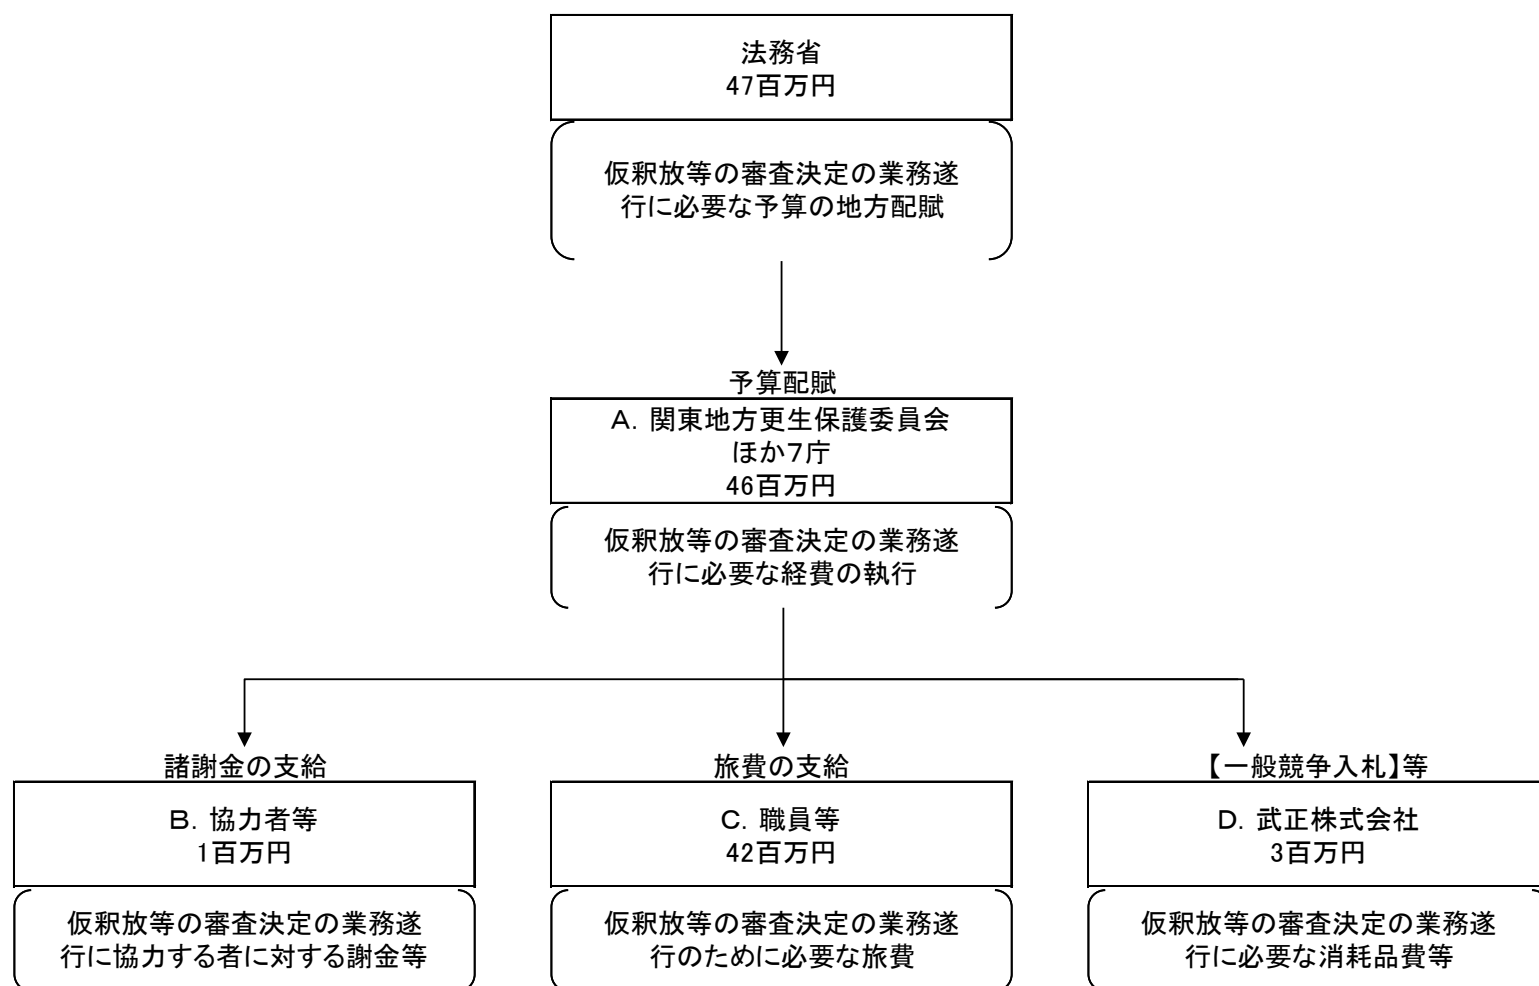 法務省
47百万円
仮釈放等の審査決定の業務遂
行に必要な予算の地方配賦
予算配賦
A．関東地方更生保護委員会
ほか７庁
46百万円
仮釈放等の審査決定の業務遂
行に必要な経費の執行
諸謝金の支給
B．協力者等
1百万円
仮釈放等の審査決定の業務遂
行に協力する者に対する謝金等
旅費の支給
C．職員等
42百万円
仮釈放等の審査決定の業務遂
行のために必要な旅費
【一般競争入札】等
D．武正株式会社
3百万円
仮釈放等の審査決定の業務遂
行に必要な消耗品費等